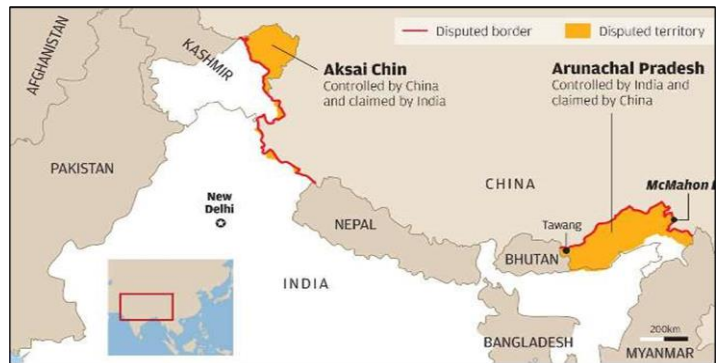 Disputed border
Disputed territory
AFGHANISTAN
KASHMIR
Aksai Chin
Controlled by China
and claimed by India
Arunachal Pradesh
Controlled by India and
claimed by China
PAKISTAN
CHINA
McMahon
New
Delhi
NEPAL
Tawang
BHUTAN
INDIA
BANGLADESH
200km
MYANMAR